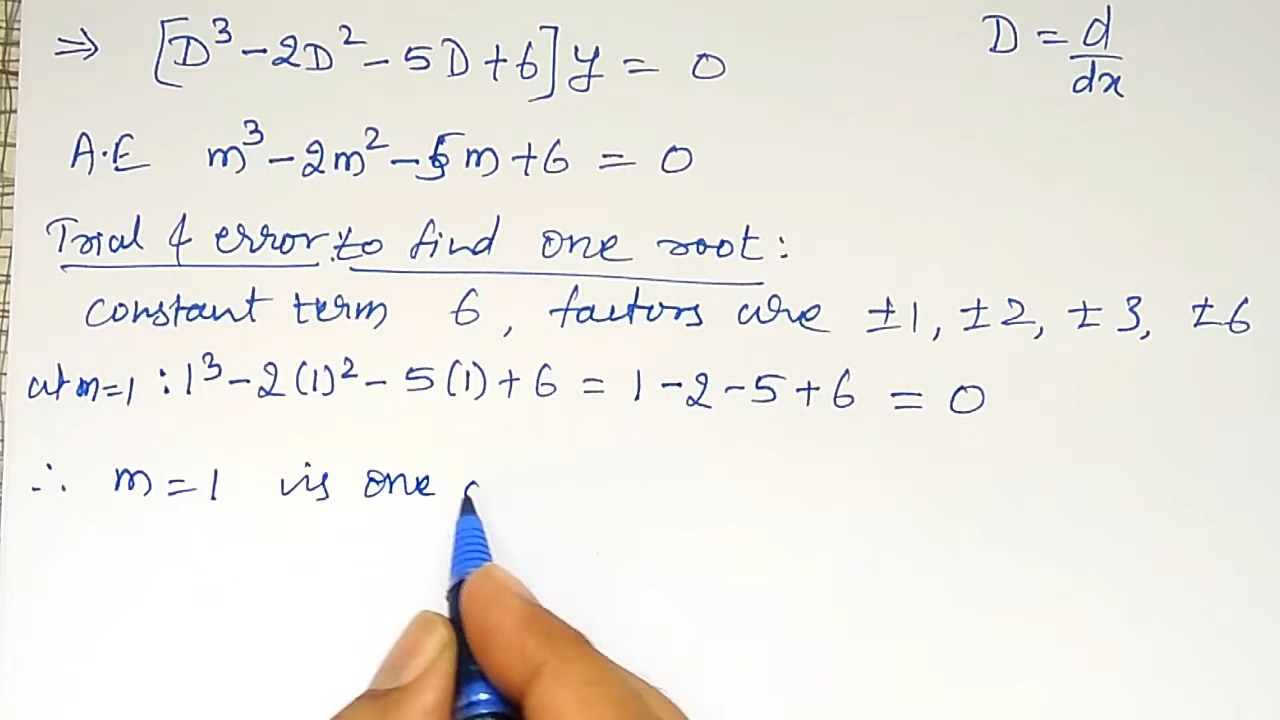 ⇒ [D³ - 2D² - 5D + 6] y = 0 D = d/dx
A.E m³ - 2m² - 5m + 6 = 0
Trial & error to find one root :
constant term 6, factors are ±1, ±2, ±3, ±6
at m=1 : 1³ - 2(1)² - 5(1) + 6 = 1 - 2 - 5 + 6 = 0
∴ m = 1 is one